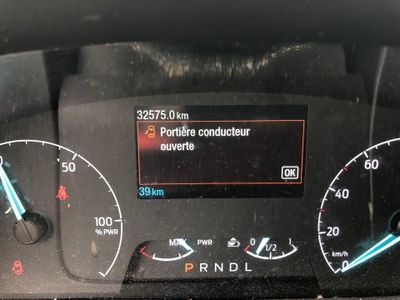 32575.0 km
Portière conducteur
ouverte
OK
39 km
50
100
% PWR
MAX PWR
0 1/2 1
P R N D L
60
40
20
0
km/h